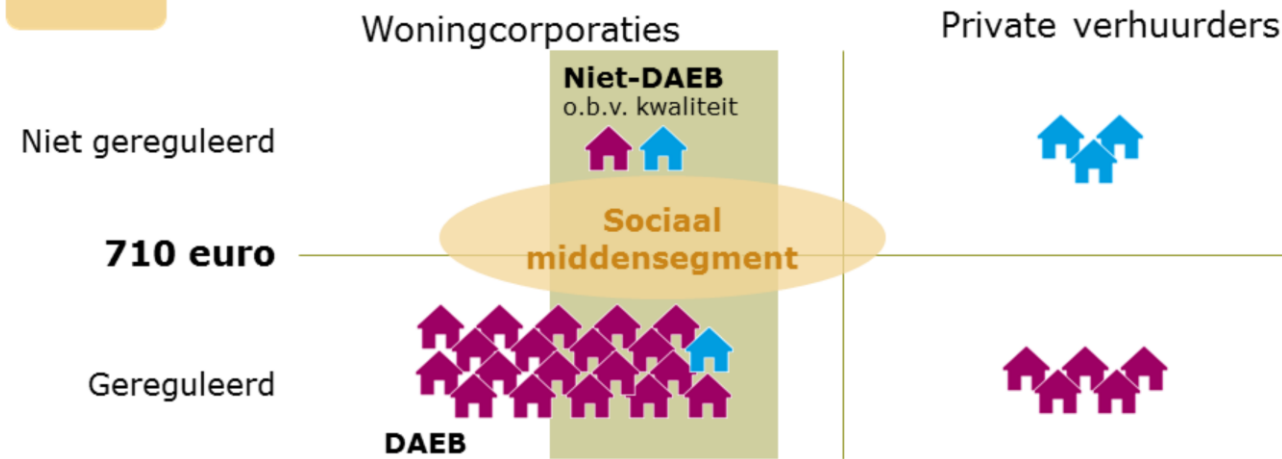 Woningcorporaties
Private verhuurders
Niet-DAEB
o.b.v. kwaliteit
Niet gereguleerd
Sociaal
middensegment
710 euro
Gereguleerd
DAEB